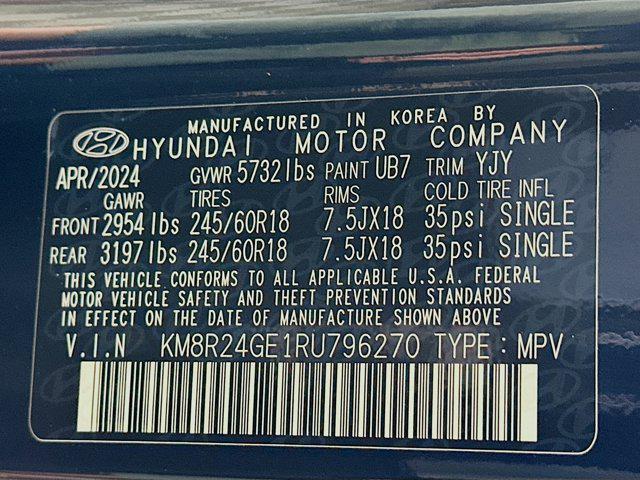 MANUFACTURED IN KOREA BY
HYUNDAI MOTOR COMPANY
APR/2024 GVWR 5732lbs PAINT UB7 TRIM YJY
GAWR TIRES RIMS COLD TIRE INFL
FRONT 2954lbs 245/60R18 7.5JX18 35psi SINGLE
REAR 3197lbs 245/60R18 7.5JX18 35psi SINGLE
THIS VEHICLE CONFORMS TO ALL APPLICABLE U.S.A. FEDERAL
MOTOR VEHICLE SAFETY AND THEFT PREVENTION STANDARDS
IN EFFECT ON THE DATE OF MANUFACTURE SHOWN ABOVE
V.I.N KM8R24GE1RU796270 TYPE : MPV